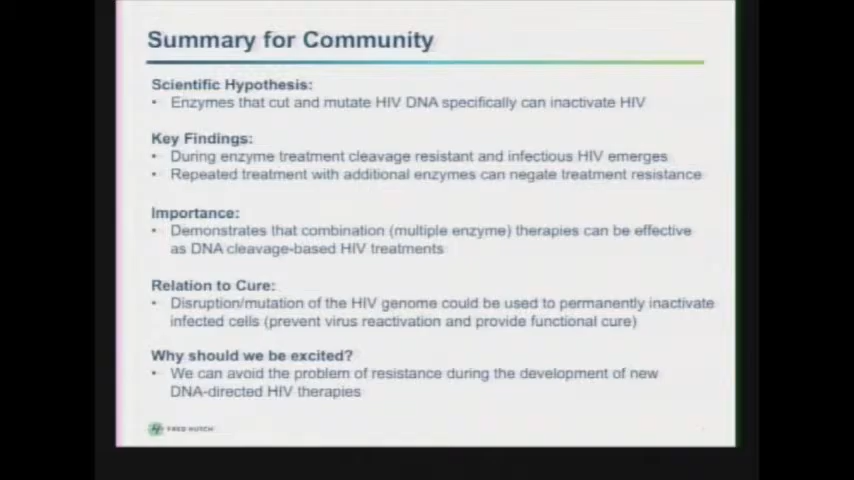 Summary for Community
Scientific Hypothesis:
• Enzymes that cut and mutate HIV DNA specifically can inactivate HIV
Key Findings:
• During enzyme treatment cleavage resistant and infectious HIV emerges
• Repeated treatment with additional enzymes can negate treatment resistance
Importance:
• Demonstrates that combination (multiple enzyme) therapies can be effective
as DNA cleavage-based HIV treatments
Relation to Cure:
• Disruption/mutation of the HIV genome could be used to permanently inactivate
infected cells (prevent virus reactivation and provide functional cure)
Why should we be excited?
• We can avoid the problem of resistance during the development of new
DNA-directed HIV therapies
FRED HUTCH